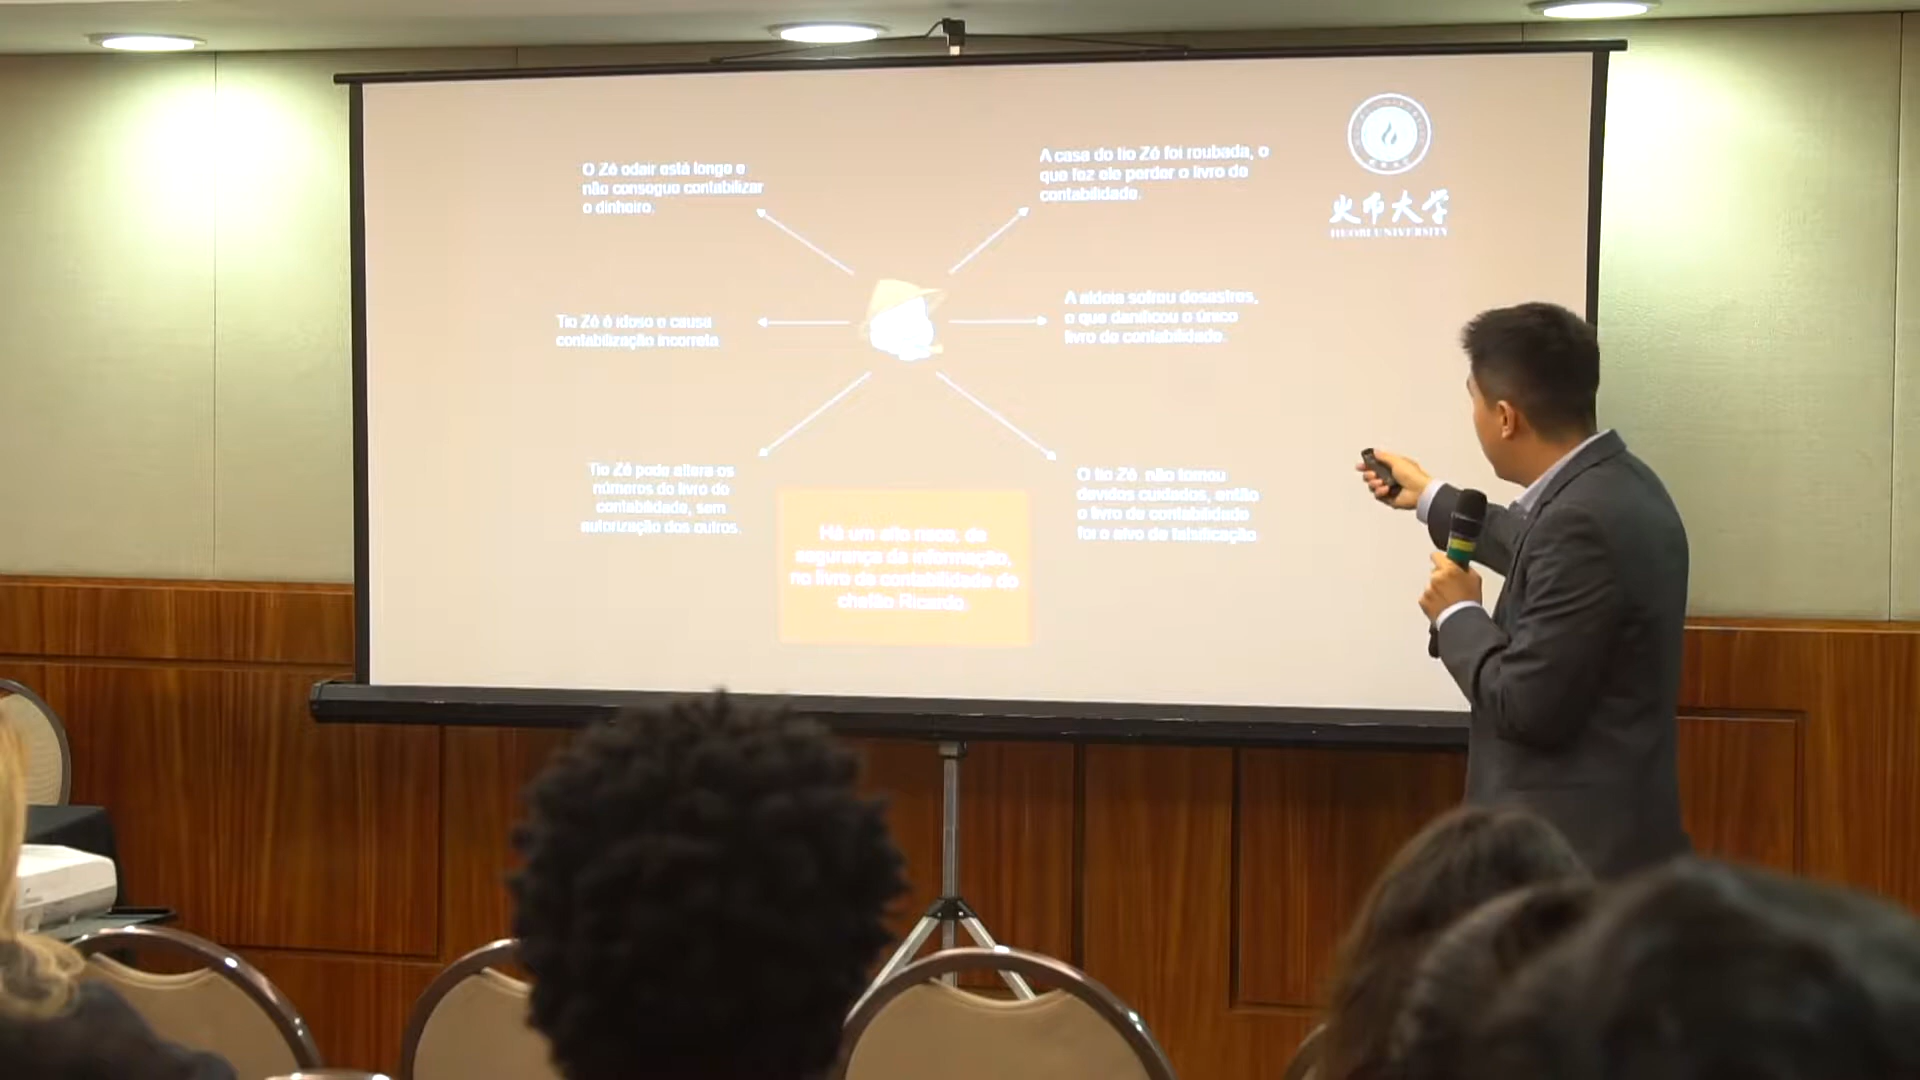 O Zé odair está longe e
não consegue contabilizar
o dinheiro.
A casa do tio Zé foi roubada, o
que fez ele perder o livro de
contabilidade.
火币大学
HUOBI UNIVERSITY
Tio Zé é idoso e causa
contabilização incorreta
A aldeia sofreu desastres,
o que danificou o único
livro de contabilidade.
Tio Zé pode altera os
números do livro de
contabilidade, sem
autorização dos outros.
O tio Zé não tomou
devidos cuidados, então
o livro de contabilidade
foi o alvo de falsificação.
Há um alto risco, de
segurança da informação,
no livro de contabilidade do
chefão Ricardo.